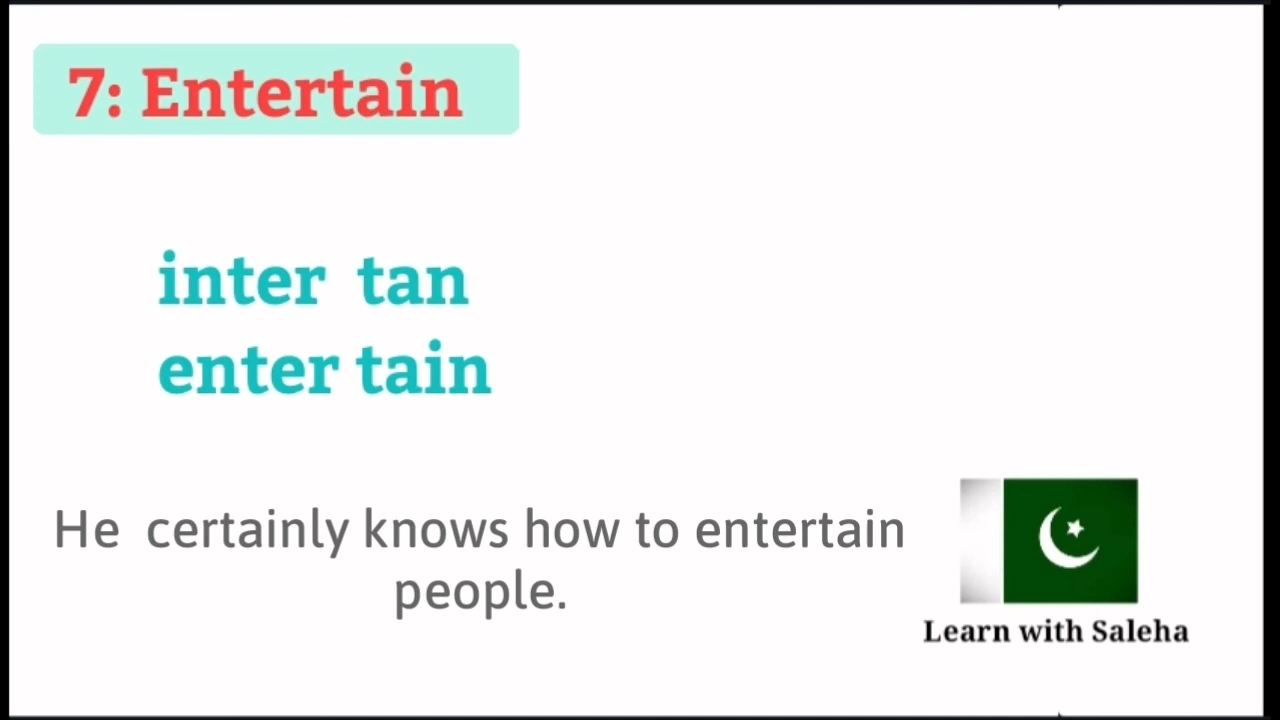 7: Entertain
inter tan
enter tain
He certainly knows how to entertain
people.
Learn with Saleha